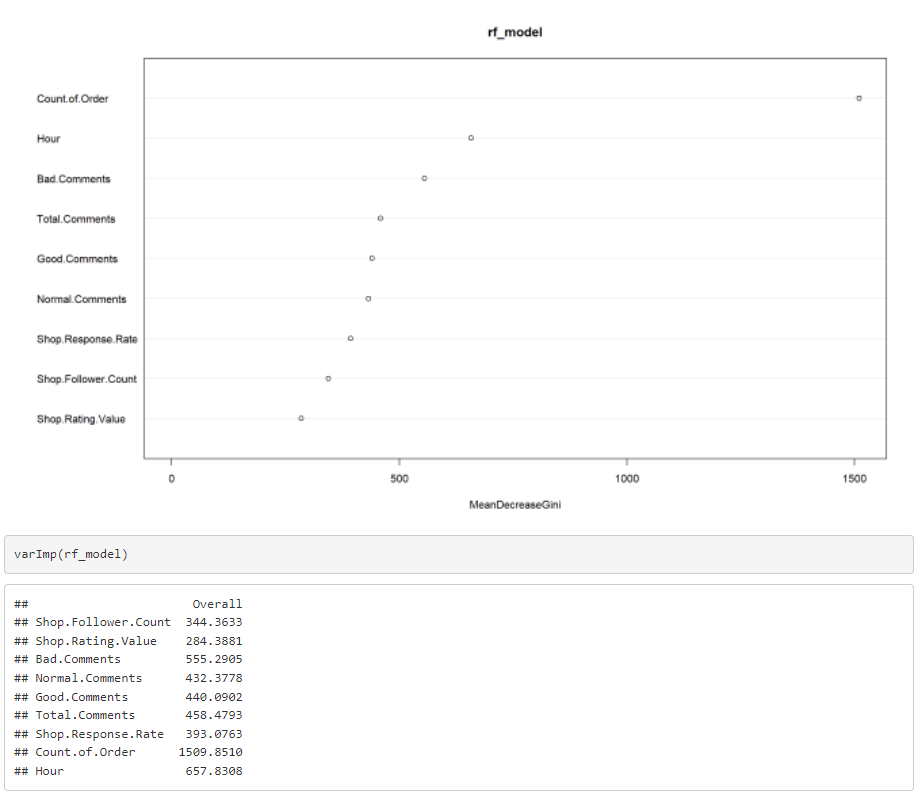 rf_model
Count.of.Order
Hour
Bad.Comments
Total.Comments
Good.Comments
Normal.Comments
Shop.Response.Rate
Shop.Follower.Count
Shop.Rating.Value
0 500 1000 1500
MeanDecreaseGini
varImp(rf_model)
## Overall
## Shop.Follower.Count 344.3633
## Shop.Rating.Value 284.3881
## Bad.Comments 555.2905
## Normal.Comments 432.3778
## Good.Comments 440.0902
## Total.Comments 458.4793
## Shop.Response.Rate 393.0763
## Count.of.Order 1509.8510
## Hour 657.8308